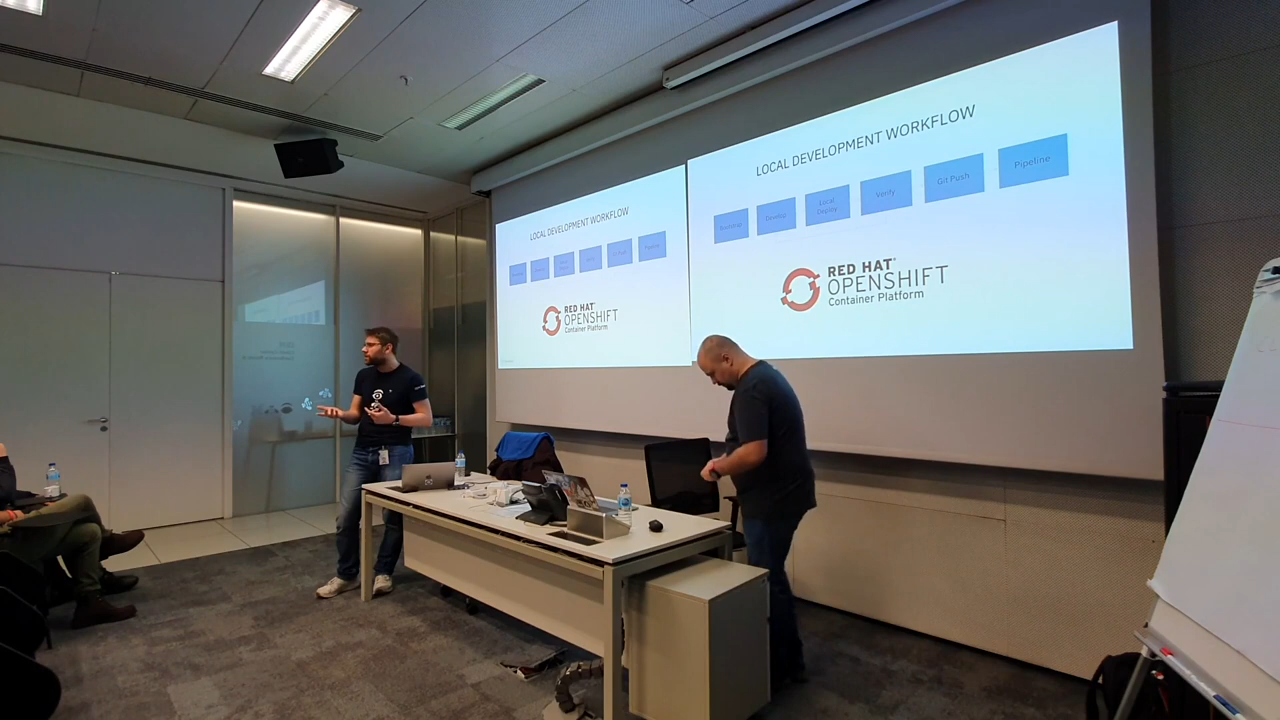 LOCAL DEVELOPMENT WORKFLOW
Pipeline
RED HAT
OPENSHIFT
Container Platform
LOCAL DEVELOPMENT WORKFLOW
Bootstrap
Develop
Local
Deploy
Verify
Git Push
Pipeline
RED HAT®
OPENSHIFT
Container Platform